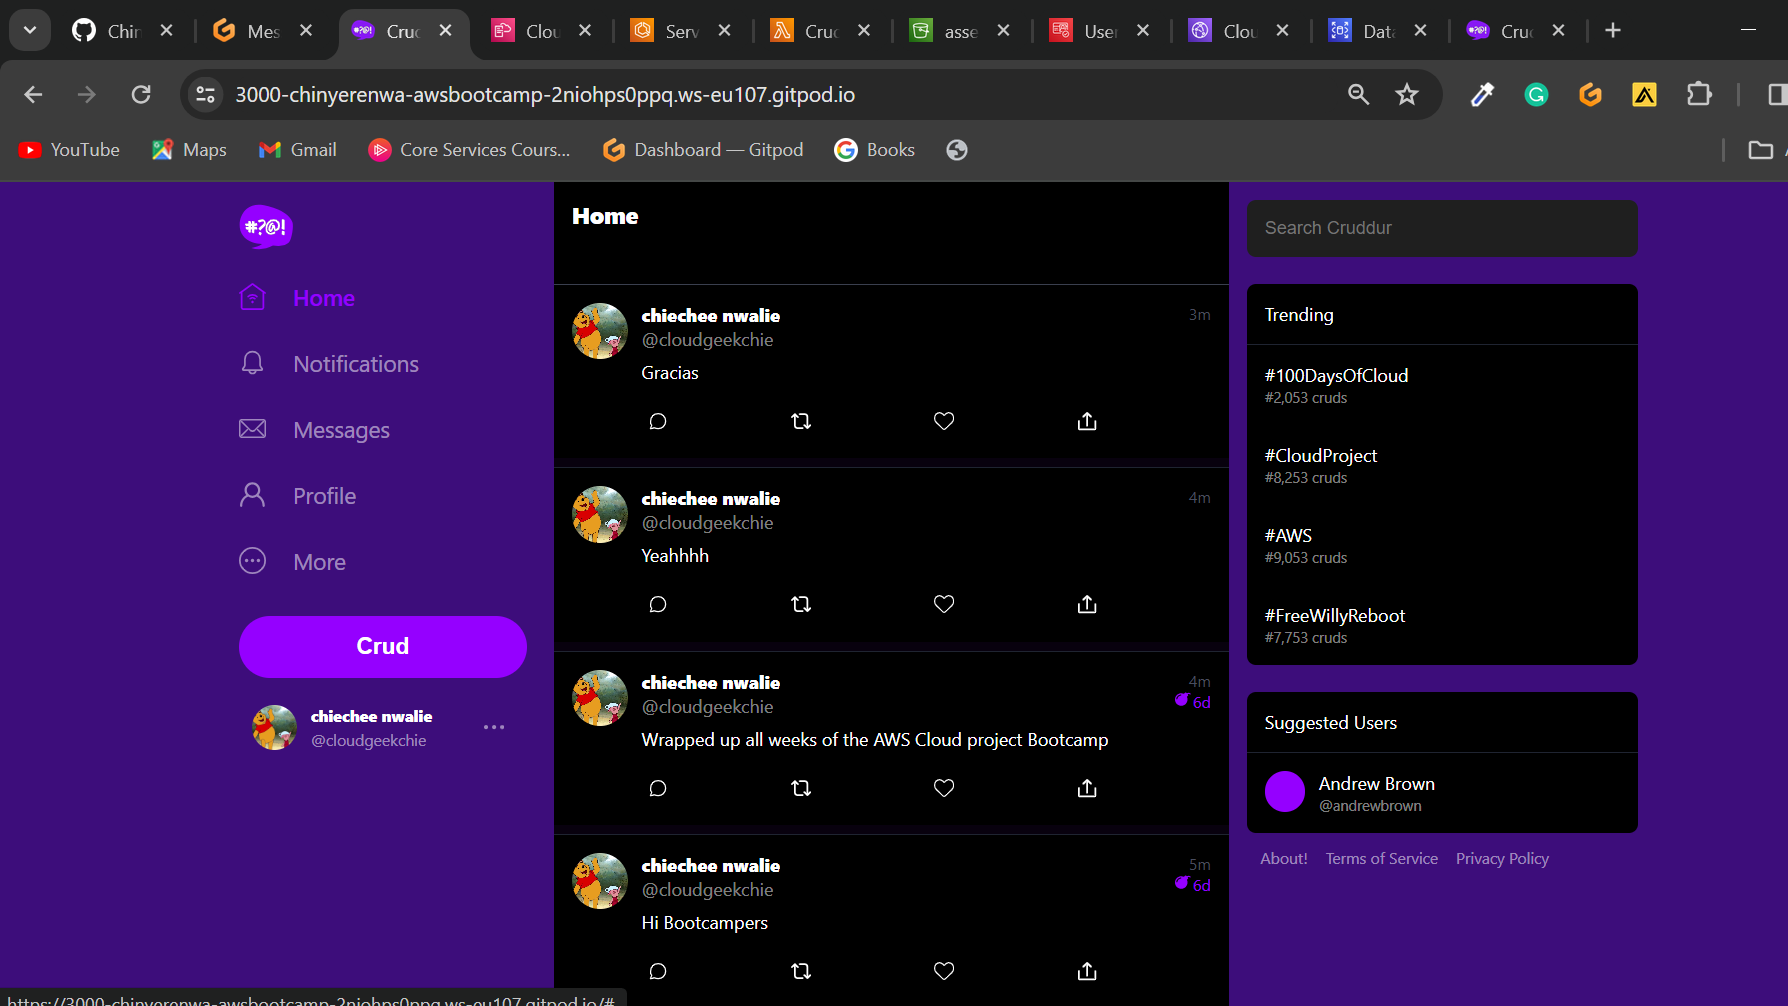 Chin
Mes
Crud
Clou
Serv
Crud
asse
User
Clou
Data
Crud
3000-chinyerenwa-awsbootcamp-2niohps0ppq.ws-eu107.gitpod.io
YouTube
Maps
Gmail
Core Services Cours...
Dashboard — Gitpod
Books
#?@!
Home
Notifications
Messages
Profile
More
Crud
chiechee nwalie
@cloudgeekchie
Home
chiechee nwalie
3m
@cloudgeekchie
Gracias
chiechee nwalie
4m
@cloudgeekchie
Yeahhhh
chiechee nwalie
4m
@cloudgeekchie
6d
Wrapped up all weeks of the AWS Cloud project Bootcamp
chiechee nwalie
5m
@cloudgeekchie
6d
Hi Bootcampers
Search Cruddur
Trending
#100DaysOfCloud
#2,053 cruds
#CloudProject
#8,253 cruds
#AWS
#9,053 cruds
#FreeWillyReboot
#7,753 cruds
Suggested Users
Andrew Brown
@andrewbrown
About!
Terms of Service
Privacy Policy
https://3000-chinyerenwa-awsbootcamp-2niohps0ppq.ws-eu107.gitpod.io/#